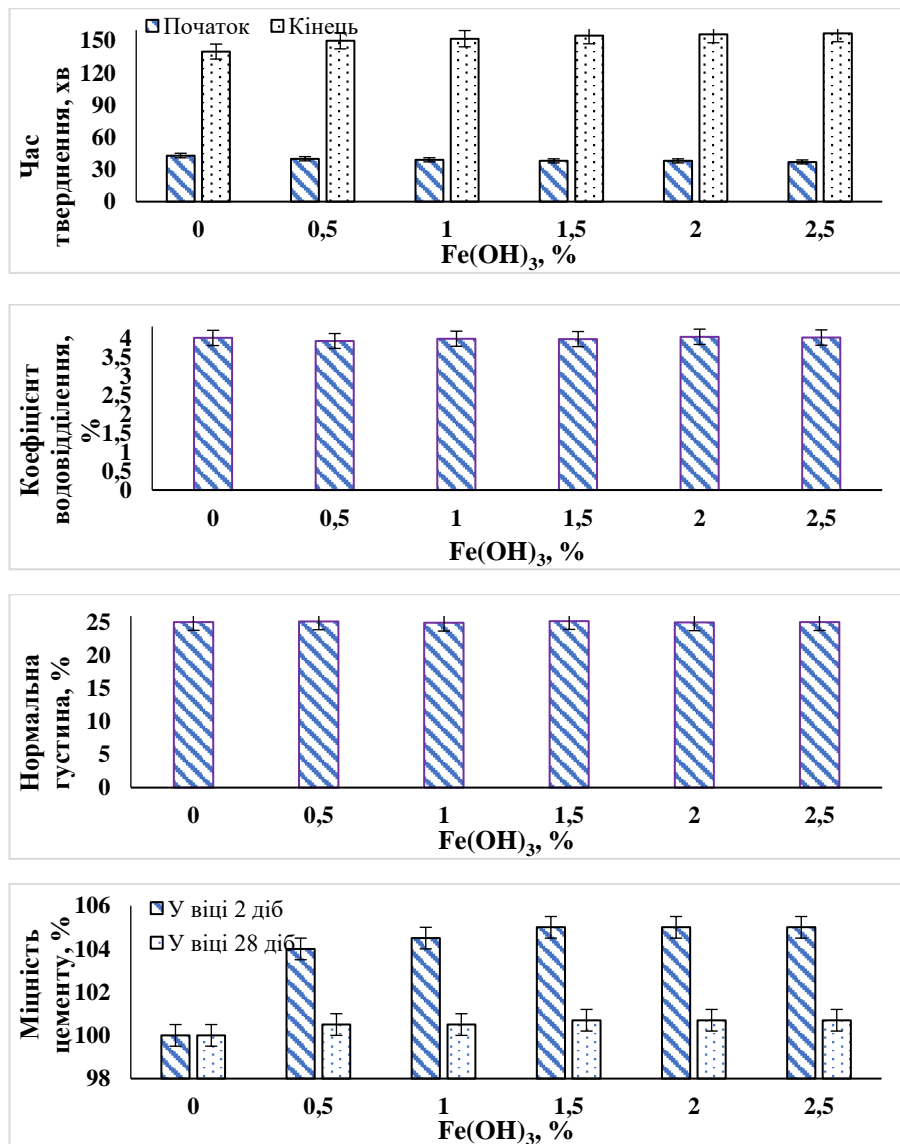 Початок Кінець
Час
тверднення, хв
150
120
90
60
30
0
0 0,5 1 1,5 2 2,5
Fe(OH)₃, %
Коефіцієнт
водовідділення,
%
4
3,5
3
2,5
2
1,5
1
0,5
0
0 0,5 1 1,5 2 2,5
Fe(OH)₃, %
Нормальна
густина, %
25
20
15
10
5
0
0 0,5 1 1,5 2 2,5
Fe(OH)₃, %
Міцність
цементу, %
106
104
102
100
98
У віці 2 діб
У віці 28 діб
0 0,5 1 1,5 2 2,5
Fe(OH)₃, %